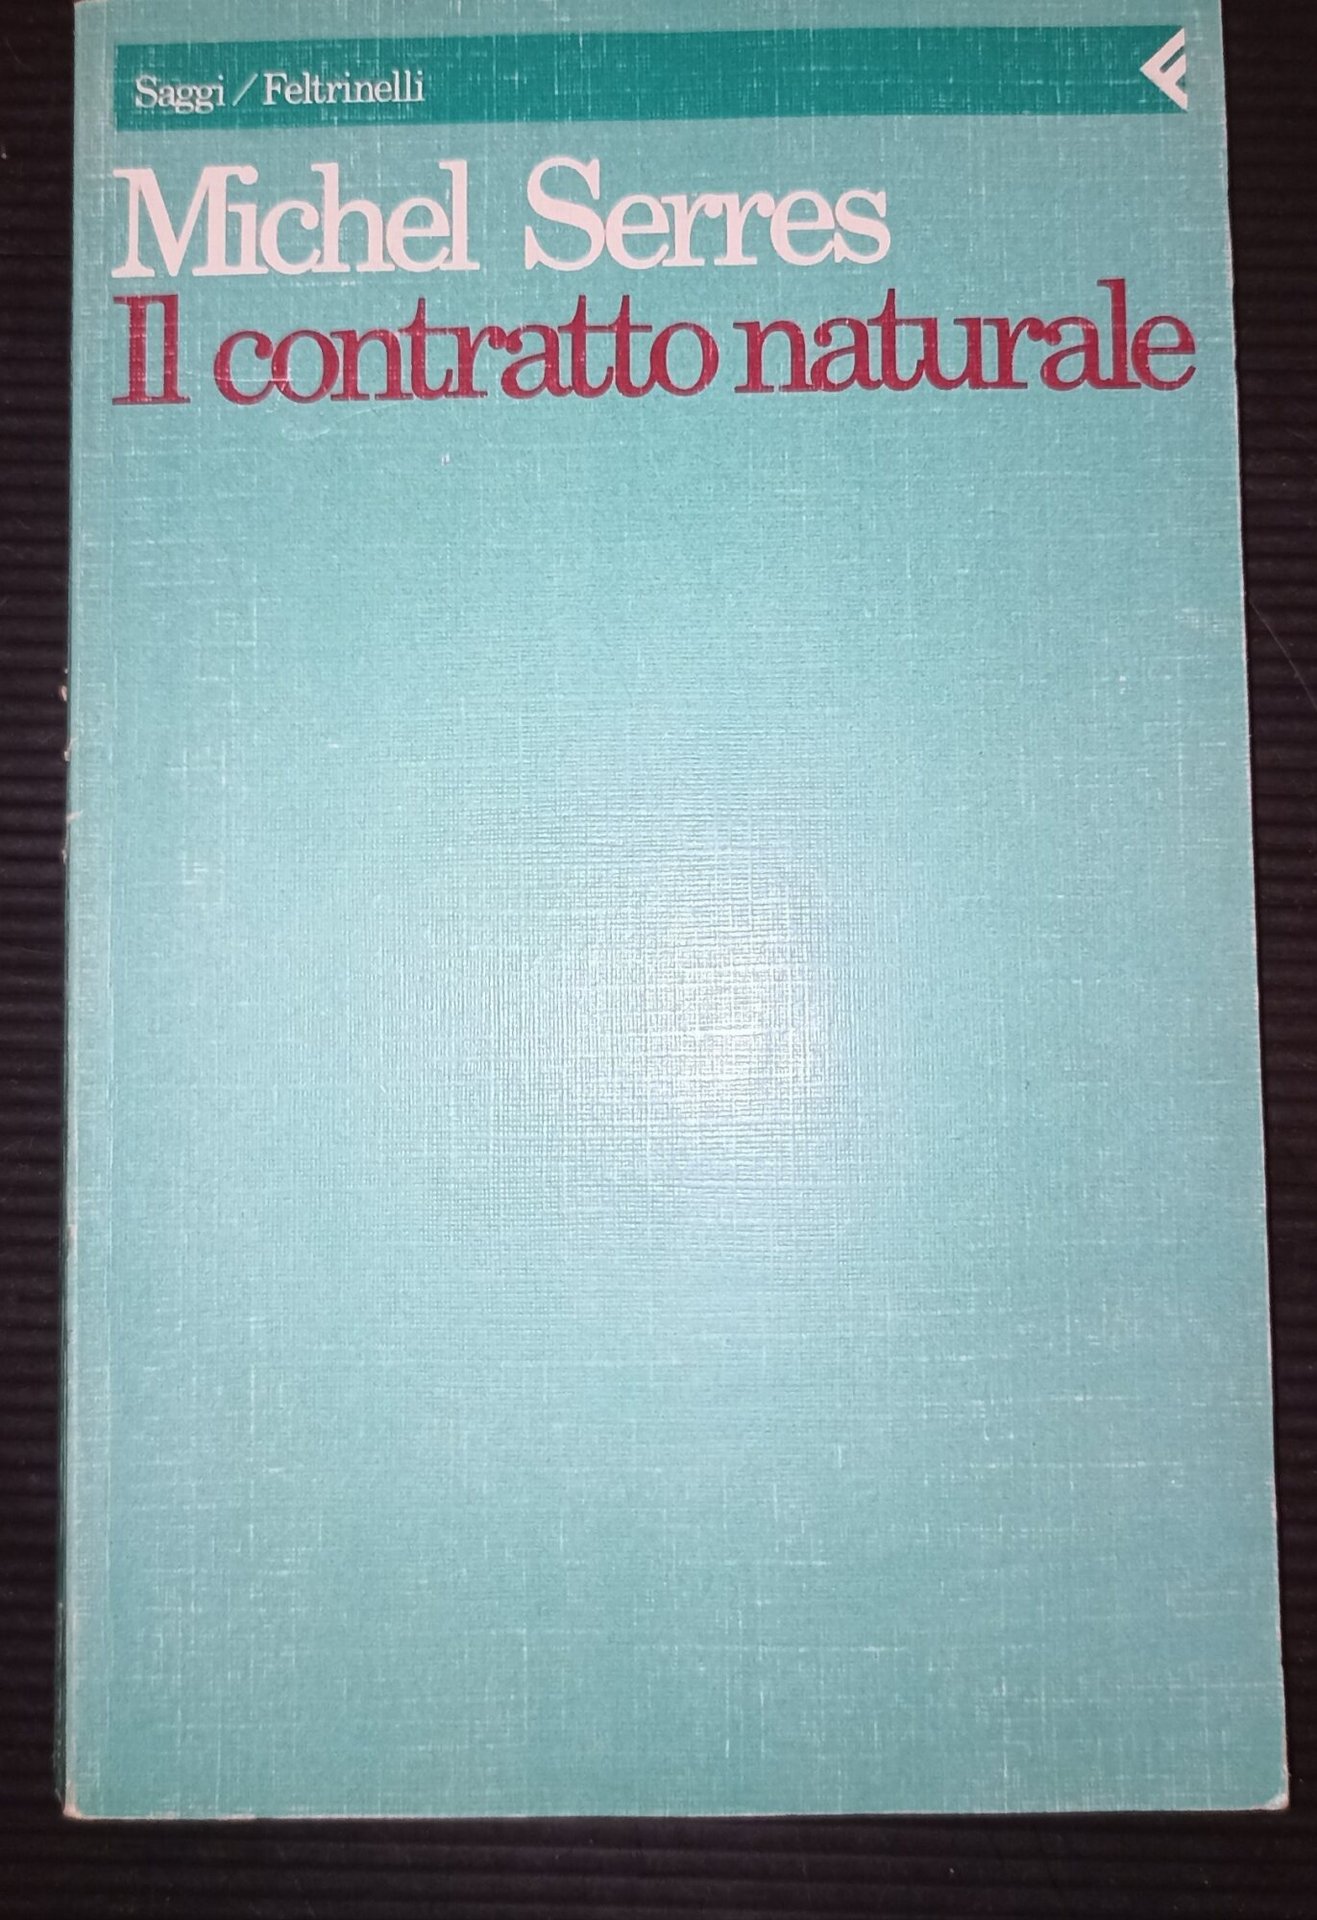 Saggi / Feltrinelli
Michel Serres
Il contratto naturale